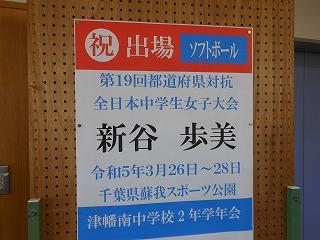 祝 出場 ソフトボール
第19回都道府県対抗
全日本中学生女子大会
新谷 歩美
令和5年3月26日～28日
千葉県蘇我スポーツ公園
津幡南中学校2年学年会